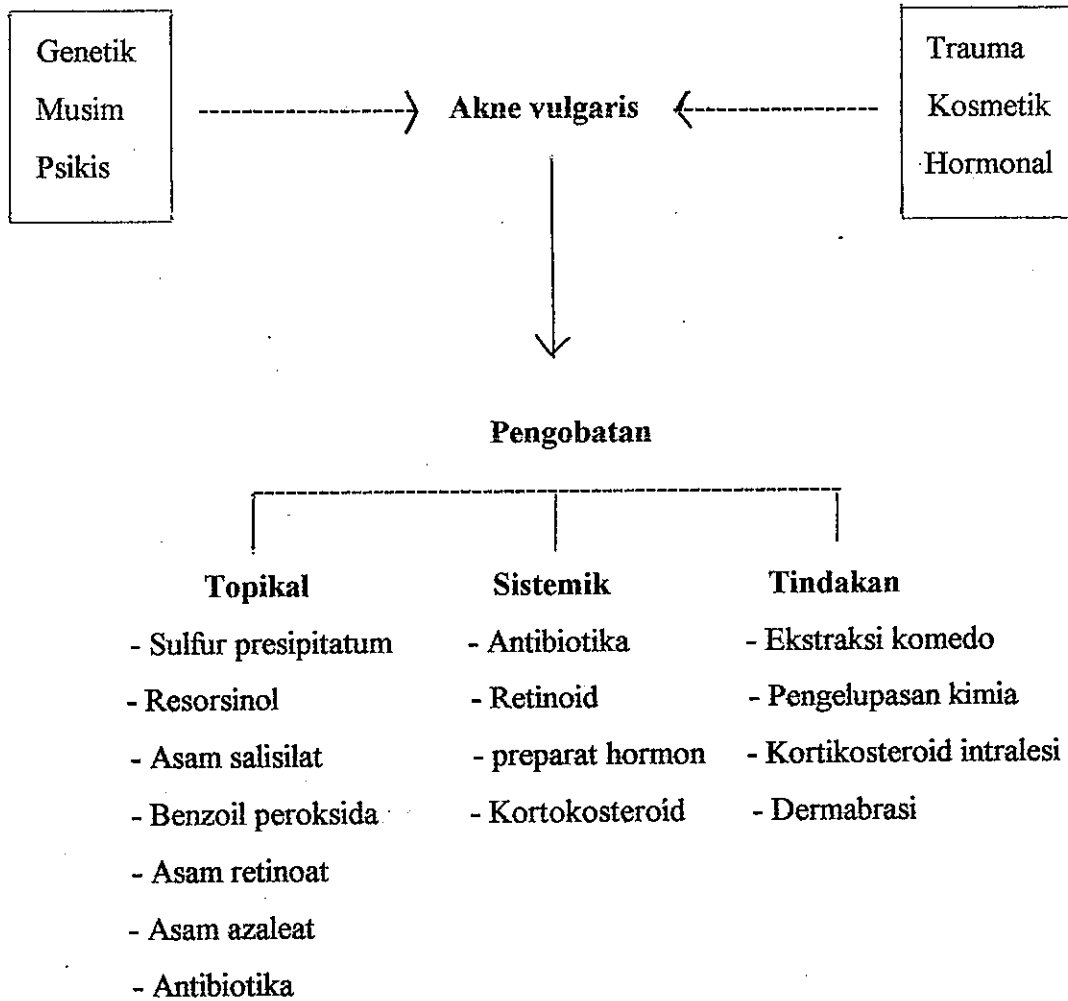 Genetik
Musim
Psikis
Akne vulgaris
Trauma
Kosmetik
Hormonal
Pengobatan
Topikal
- Sulfur presipitatum
- Resorsinol
- Asam salisilat
- Benzoil peroksida
- Asam retinoat
- Asam azaleat
- Antibiotika
Sistemik
- Antibiotika
- Retinoid
- preparat hormon
- Kortokosteroid
Tindakan
- Ekstraksi komedo
- Pengelupasan kimia
- Kortikosteroid intralesi
- Dermabrasi